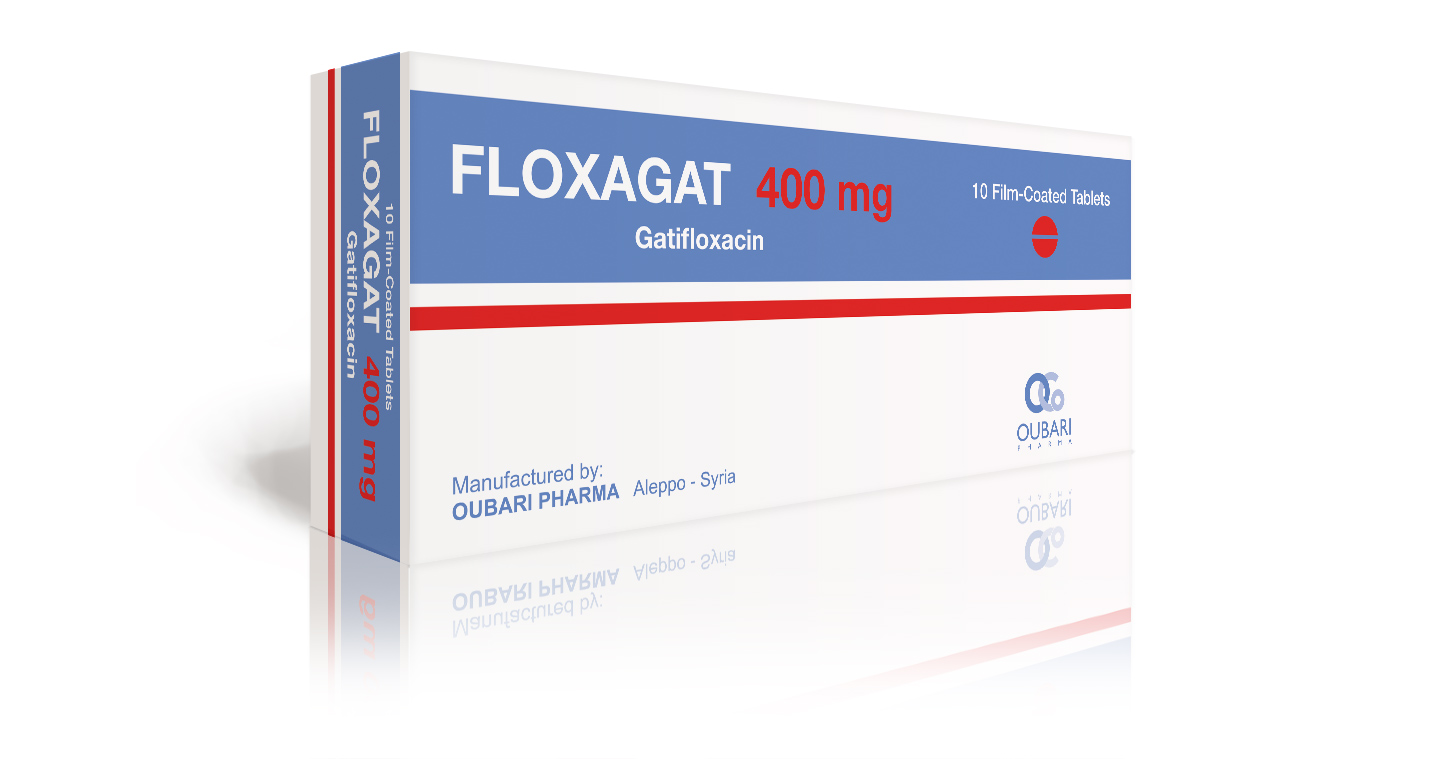 FLOXAGAT 400 mg
Gatifloxacin
10 Film-Coated Tablets
Manufactured by:
OUBARI PHARMA Aleppo - Syria
OUBARI
PHARMA
10 Film-Coated Tablets
FLOXAGAT 400 mg
Gatifloxacin